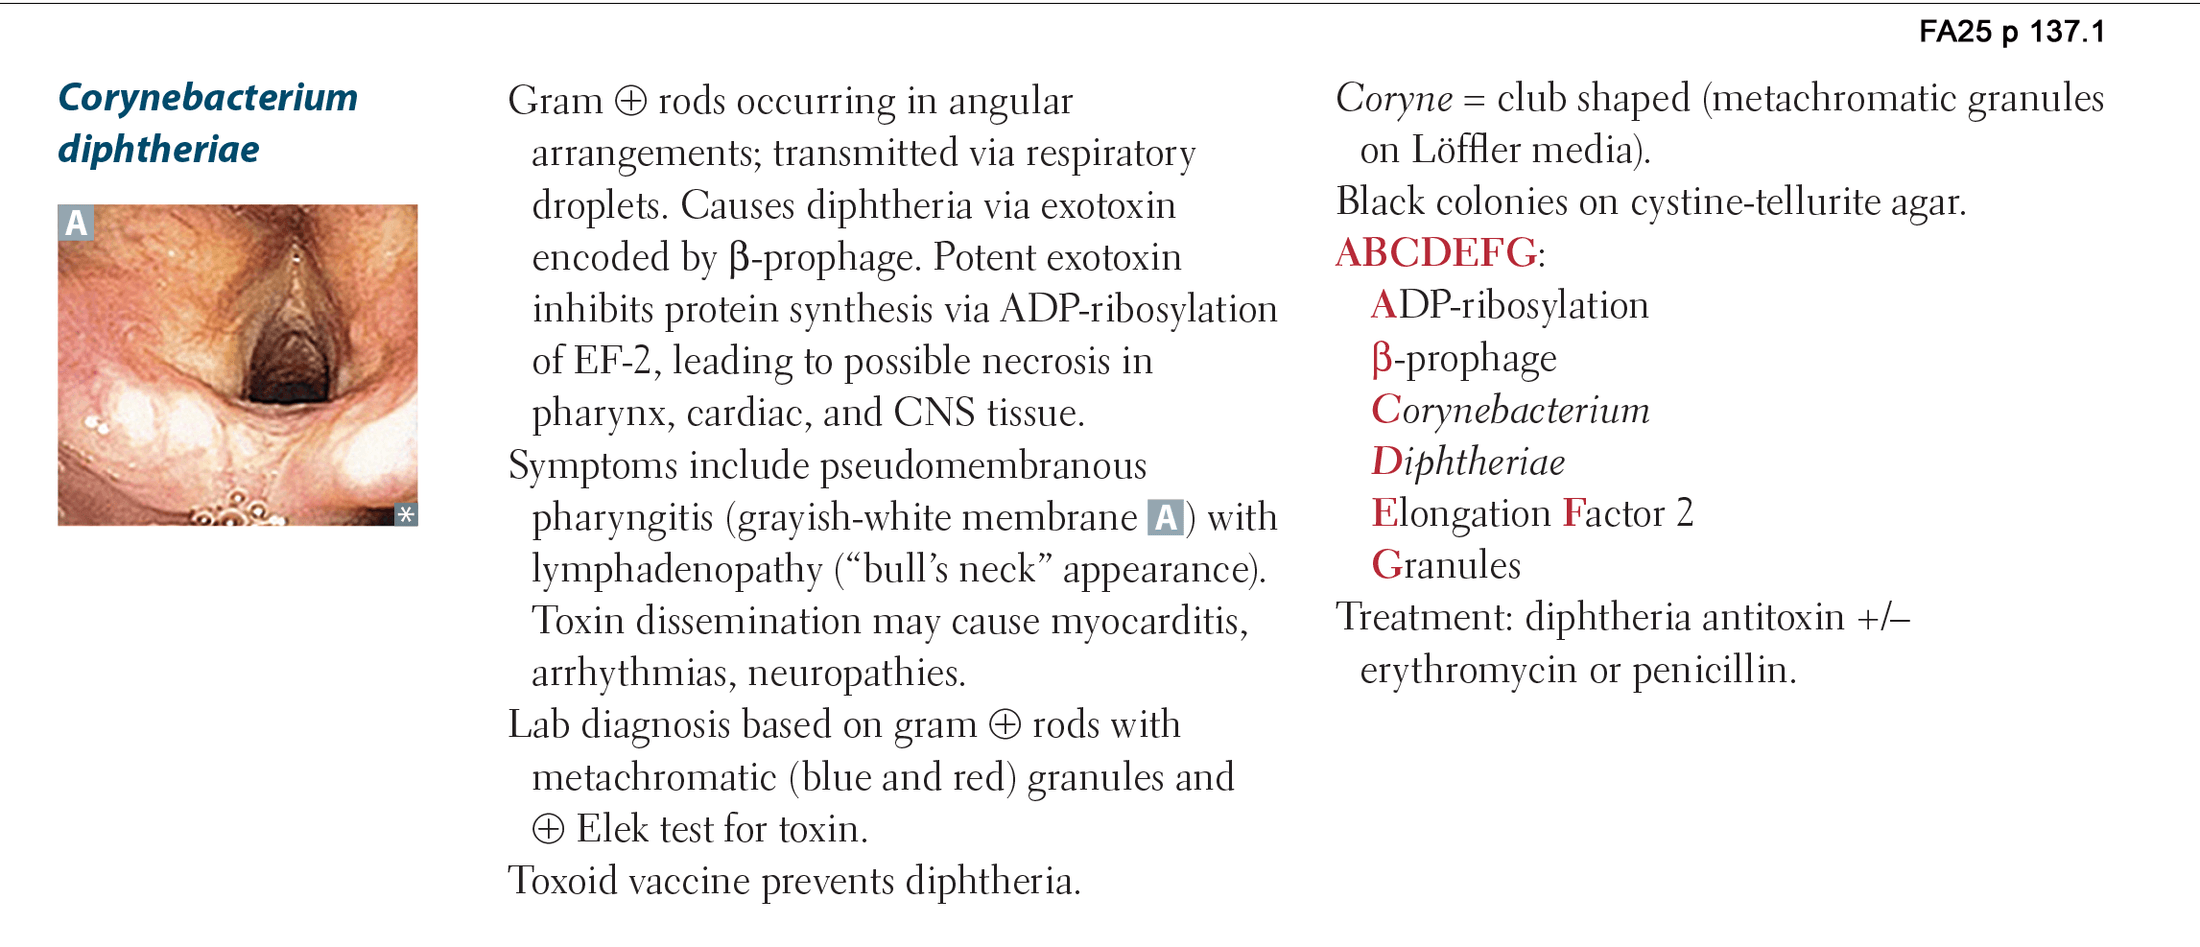 FA25 p 137.1
Corynebacterium
diphtheriae
A
*
Gram ⊕ rods occurring in angular
arrangements; transmitted via respiratory
droplets. Causes diphtheria via exotoxin
encoded by β-prophage. Potent exotoxin
inhibits protein synthesis via ADP-ribosylation
of EF-2, leading to possible necrosis in
pharynx, cardiac, and CNS tissue.
Symptoms include pseudomembranous
pharyngitis (grayish-white membrane A) with
lymphadenopathy (“bull’s neck” appearance).
Toxin dissemination may cause myocarditis,
arrhythmias, neuropathies.
Lab diagnosis based on gram ⊕ rods with
metachromatic (blue and red) granules and
⊕ Elek test for toxin.
Toxoid vaccine prevents diphtheria.
Coryne = club shaped (metachromatic granules
on Löffler media).
Black colonies on cystine-tellurite agar.
ABCDEFG:
ADP-ribosylation
β-prophage
Corynebacterium
Diphtheriae
Elongation Factor 2
Granules
Treatment: diphtheria antitoxin +/–
erythromycin or penicillin.